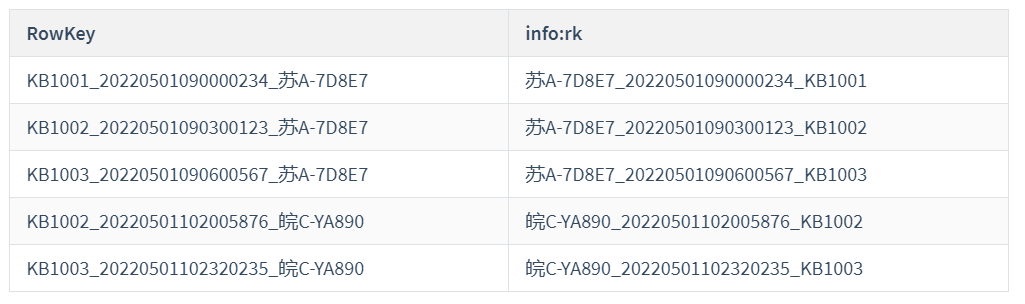 RowKey info:rk
KB1001_20220501090000234_苏A-7D8E7 苏A-7D8E7_20220501090000234_KB1001
KB1002_20220501090300123_苏A-7D8E7 苏A-7D8E7_20220501090300123_KB1002
KB1003_20220501090600567_苏A-7D8E7 苏A-7D8E7_20220501090600567_KB1003
KB1002_20220501102005876_皖C-YA890 皖C-YA890_20220501102005876_KB1002
KB1003_20220501102320235_皖C-YA890 皖C-YA890_20220501102320235_KB1003